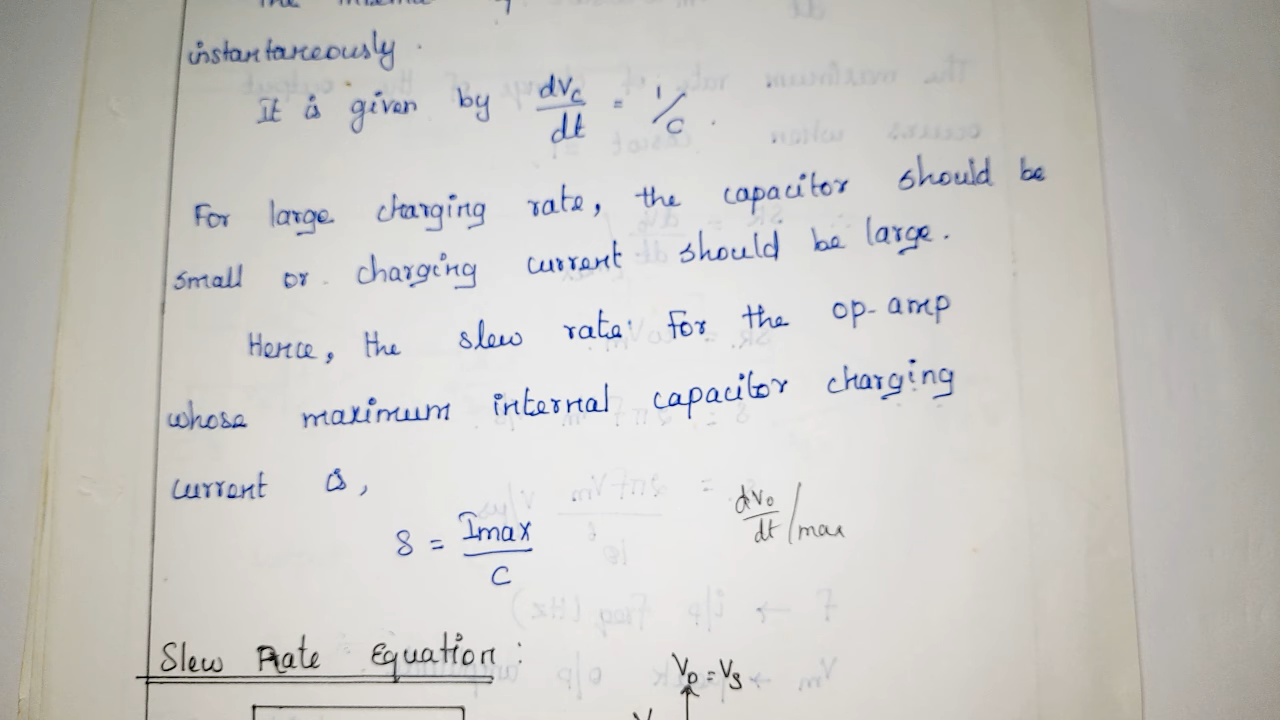 instantaneously.
It is given by dVc/dt = i/c.
For large charging rate, the capacitor should be
small or charging current should be large.
Hence, the slew rate for the op-amp
whose maximum internal capacitor charging
current is,
S = Imax/C dVo/dt/max
Slew Rate Equation:
Vo = Vs